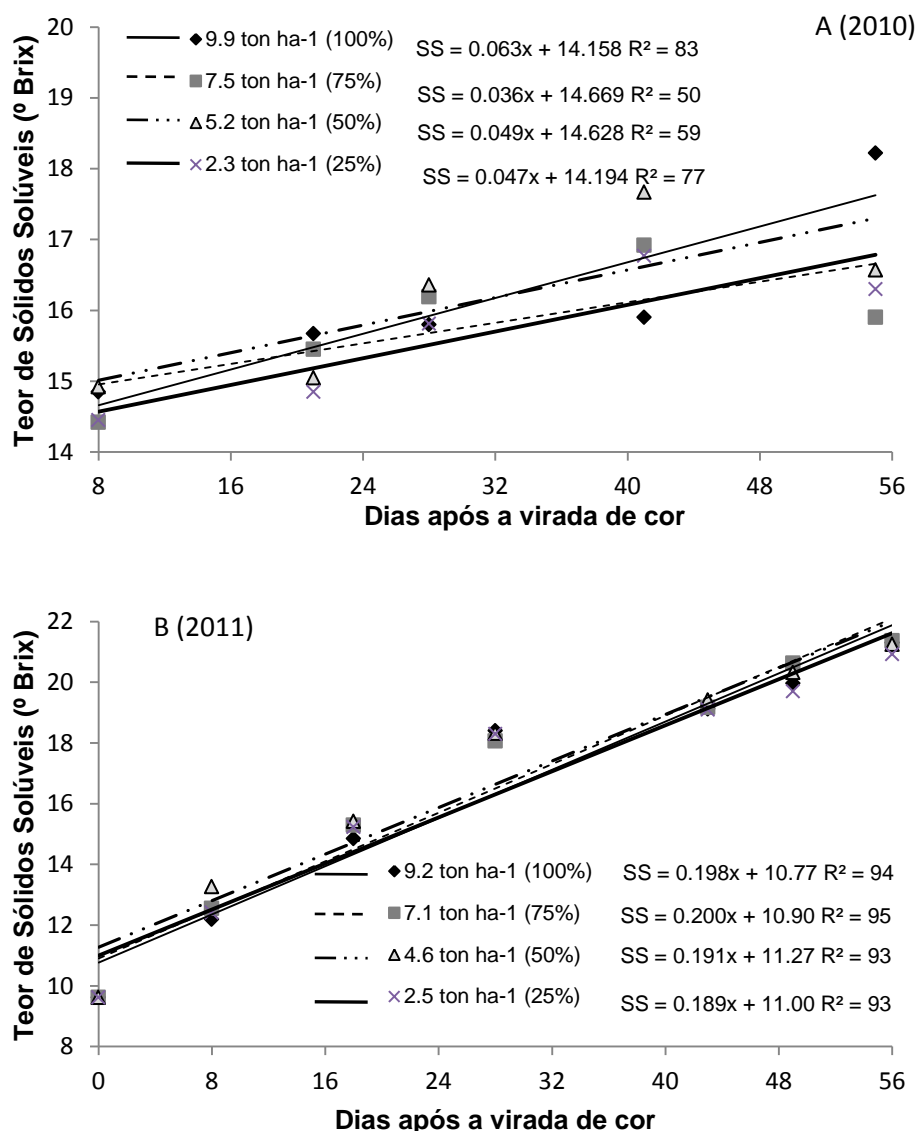 A (2010)
Teor de Sólidos Solúveis (º Brix)
20
19
18
17
16
15
14
9.9 ton ha-1 (100%) SS = 0.063x + 14.158 R² = 83
7.5 ton ha-1 (75%) SS = 0.036x + 14.669 R² = 50
5.2 ton ha-1 (50%) SS = 0.049x + 14.628 R² = 59
2.3 ton ha-1 (25%) SS = 0.047x + 14.194 R² = 77
8 16 24 32 40 48 56
Dias após a virada de cor
B (2011)
Teor de Sólidos Solúveis (º Brix)
22
20
18
16
14
12
10
8
9.2 ton ha-1 (100%) SS = 0.198x + 10.77 R² = 94
7.1 ton ha-1 (75%) SS = 0.200x + 10.90 R² = 95
4.6 ton ha-1 (50%) SS = 0.191x + 11.27 R² = 93
2.5 ton ha-1 (25%) SS = 0.189x + 11.00 R² = 93
0 8 16 24 32 40 48 56
Dias após a virada de cor